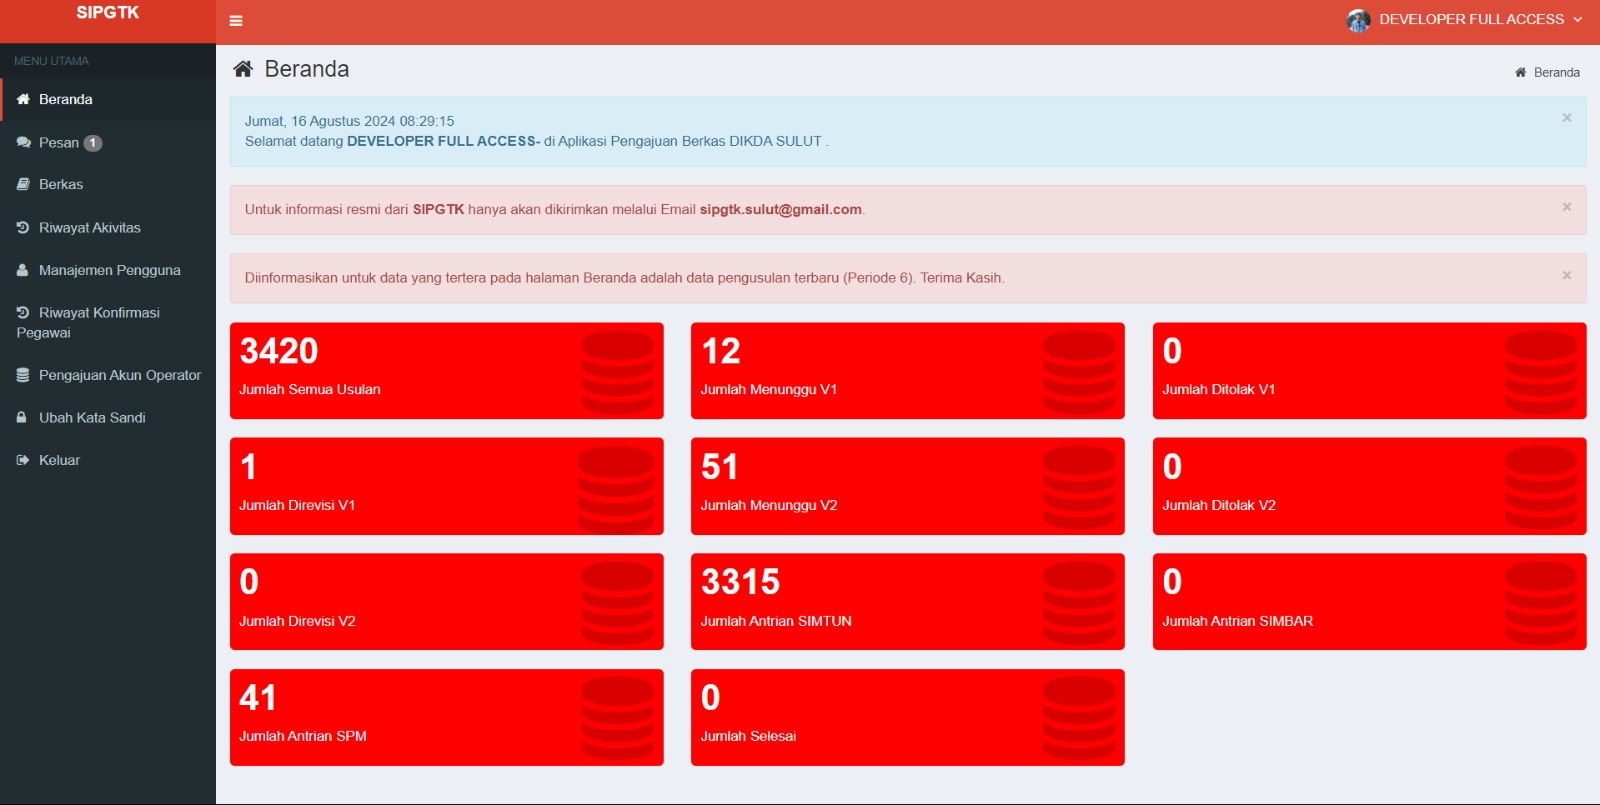 SIPGTK
DEVELOPER FULL ACCESS
MENU UTAMA
Beranda
Pesan 1
Berkas
Riwayat Akivitas
Manajemen Pengguna
Riwayat Konfirmasi
Pegawai
Pengajuan Akun Operator
Ubah Kata Sandi
Keluar
Beranda
Beranda
Jumat, 16 Agustus 2024 08:29:15
Selamat datang DEVELOPER FULL ACCESS- di Aplikasi Pengajuan Berkas DIKDA SULUT .
×
Untuk informasi resmi dari SIPGTK hanya akan dikirimkan melalui Email sipgtk.sulut@gmail.com.
×
Diinformasikan untuk data yang tertera pada halaman Beranda adalah data pengusulan terbaru (Periode 6). Terima Kasih.
×
3420
Jumlah Semua Usulan
12
Jumlah Menunggu V1
0
Jumlah Ditolak V1
1
Jumlah Direvisi V1
51
Jumlah Menunggu V2
0
Jumlah Ditolak V2
0
Jumlah Direvisi V2
3315
Jumlah Antrian SIMTUN
0
Jumlah Antrian SIMBAR
41
Jumlah Antrian SPM
0
Jumlah Selesai